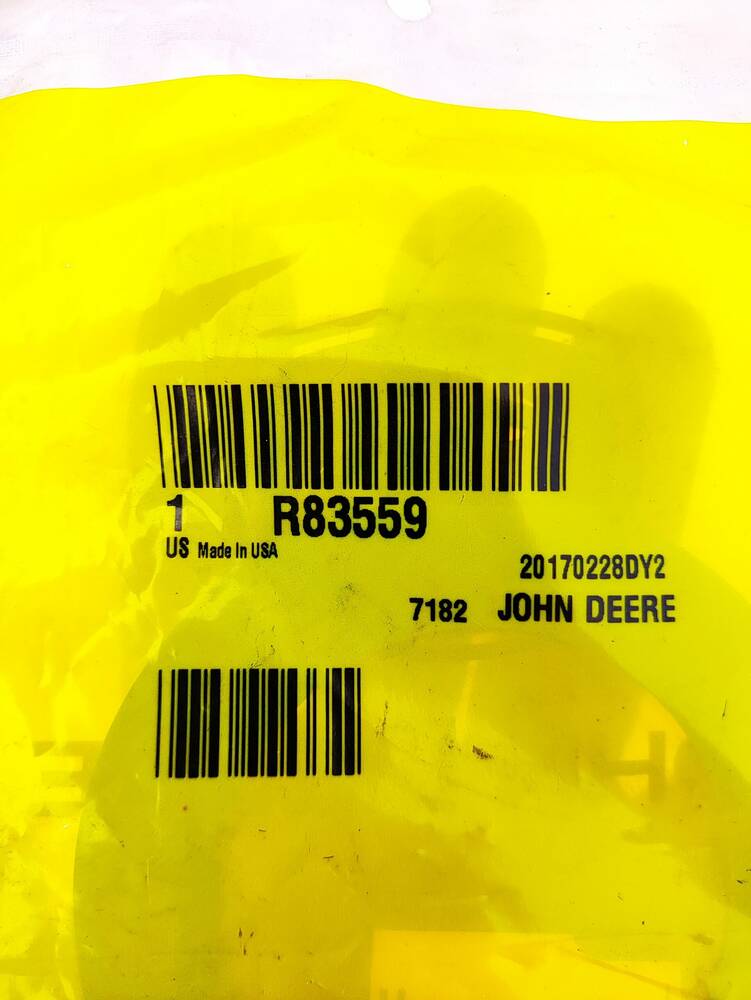 1 R83559
US Made In USA
20170228DY2
7182 JOHN DEERE